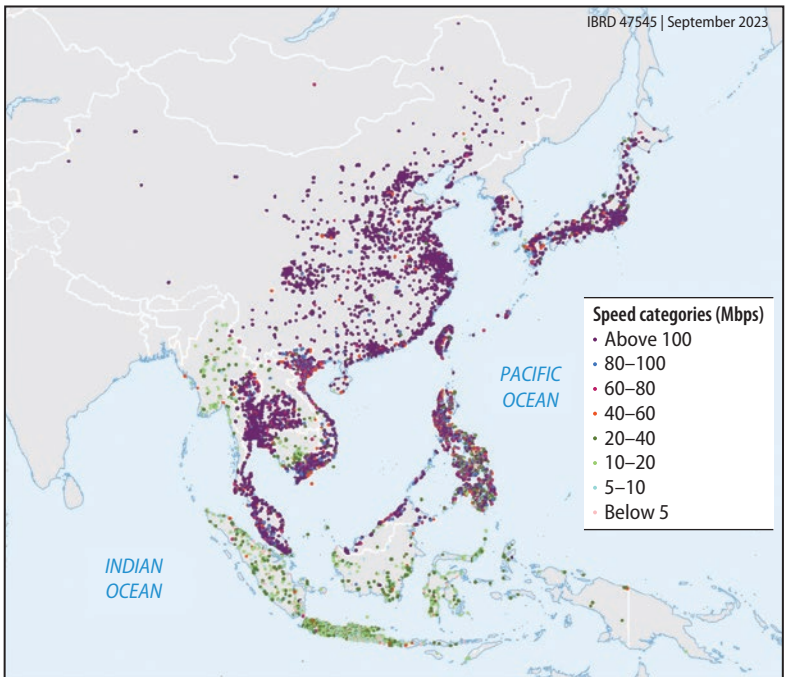 IBRD 47545 | September 2023
Speed categories (Mbps)
Above 100
80–100
60–80
40–60
20–40
10–20
5–10
Below 5
PACIFIC
OCEAN
INDIAN
OCEAN